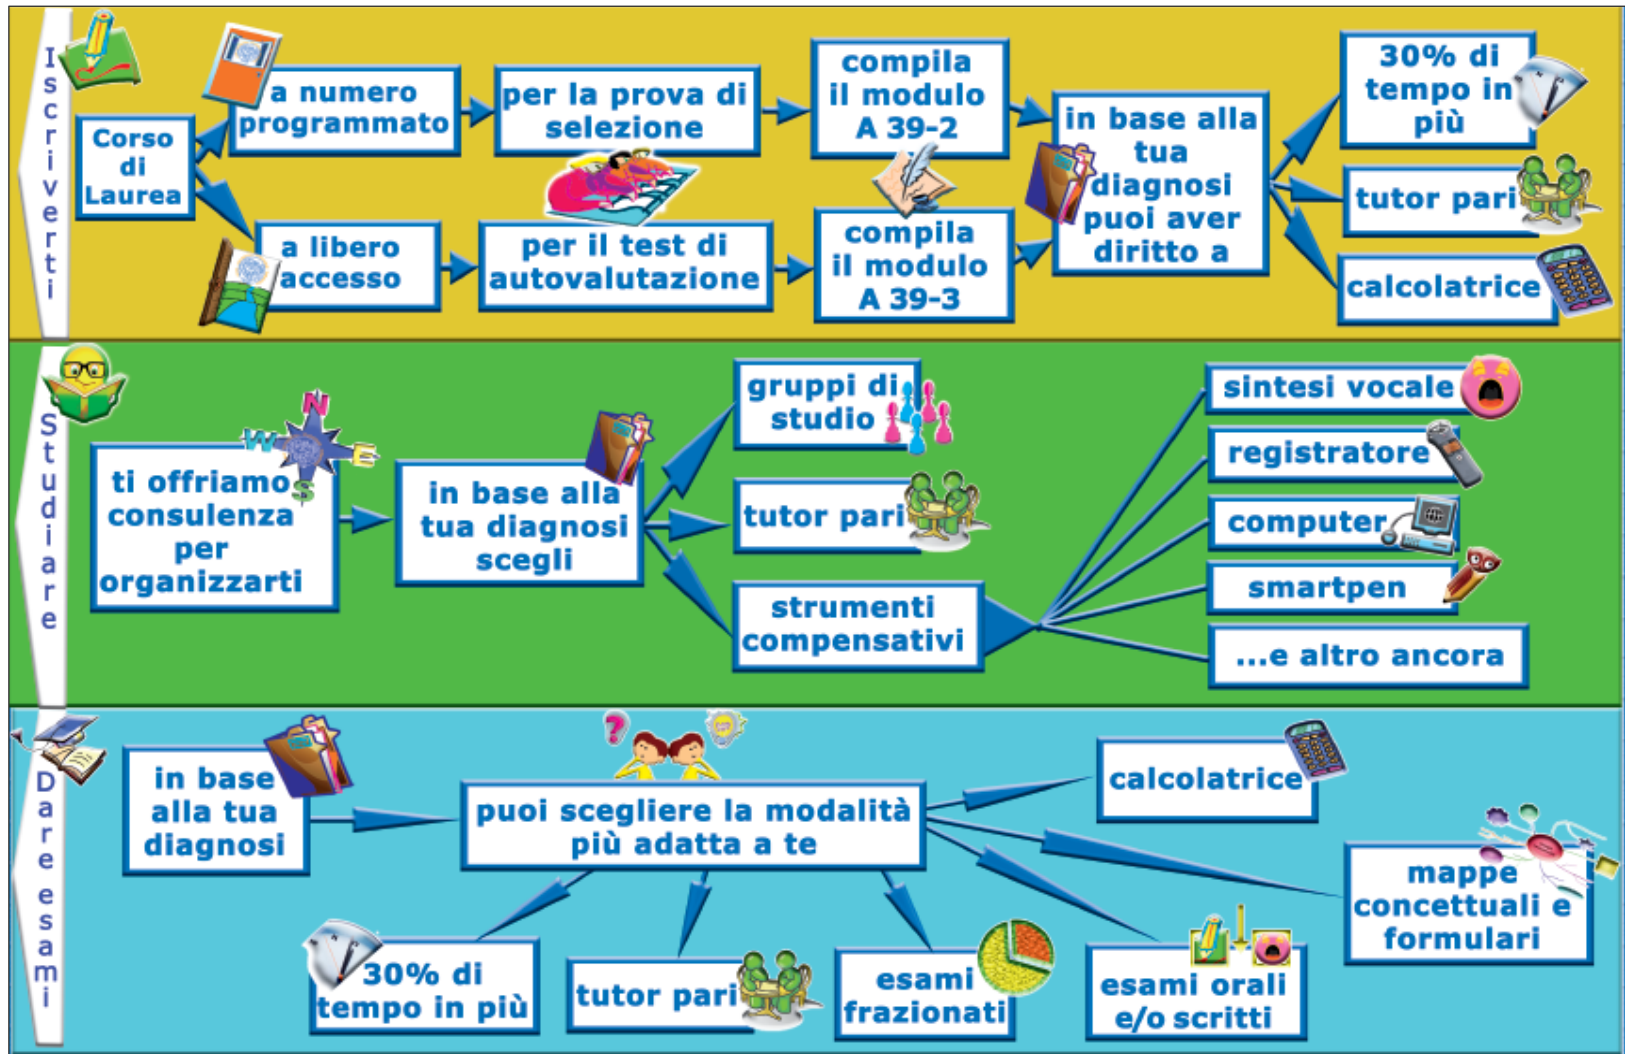 Iscriverti
Corso
di
Laurea
a numero
programmato
per la prova di
selezione
compila
il modulo
A 39-2
a libero
accesso
per il test di
autovalutazione
compila
il modulo
A 39-3
in base alla
tua
diagnosi
puoi aver
diritto a
30% di
tempo in
più
tutor pari
calcolatrice
Studiare
N
W
E
S
ti offriamo
consulenza
per
organizzarti
in base alla
tua diagnosi
scegli
gruppi di
studio
tutor pari
strumenti
compensativi
sintesi vocale
registratore
computer
smartpen
...e altro ancora
Dare esami
in base
alla tua
diagnosi
?
puoi scegliere la modalità
più adatta a te
calcolatrice
mappe
concettuali e
formulari
30% di
tempo in più
tutor pari
esami
frazionati
esami orali
e/o scritti